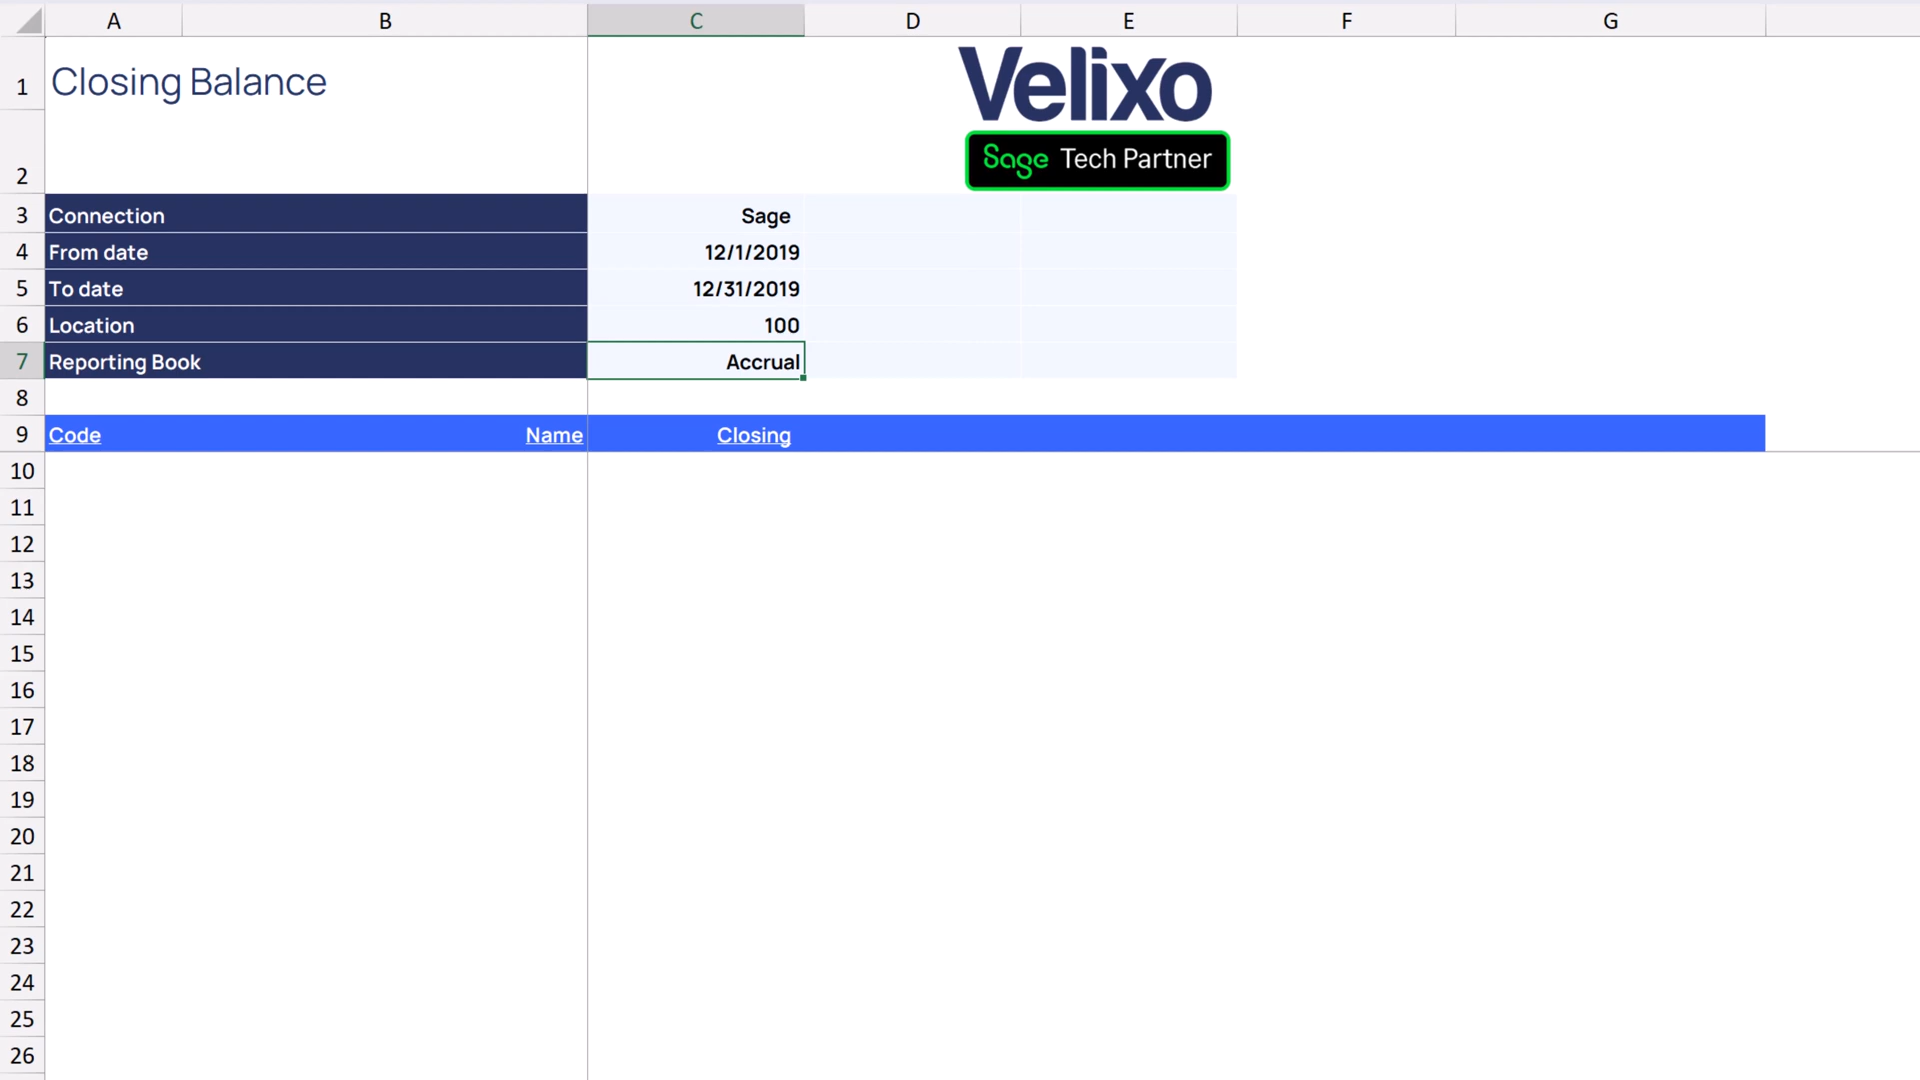 A B C D E F G
1 Closing Balance Velixo
2 Sage Tech Partner
3 Connection Sage
4 From date 12/1/2019
5 To date 12/31/2019
6 Location 100
7 Reporting Book Accrual
8
9 Code Name Closing
10
11
12
13
14
15
16
17
18
19
20
21
22
23
24
25
26